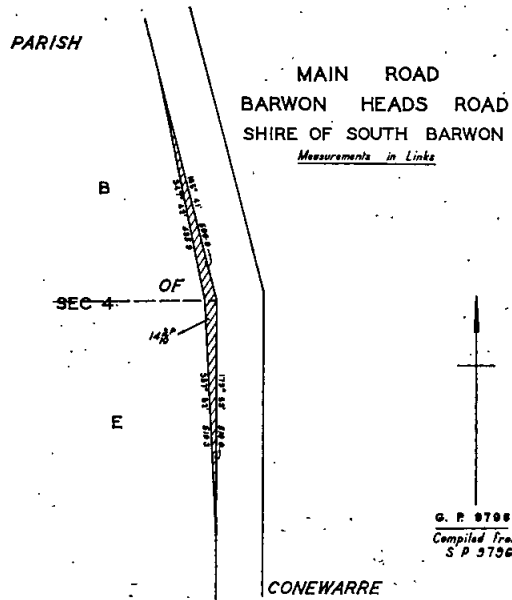 PARISH
MAIN ROAD
BARWON HEADS ROAD
SHIRE OF SOUTH BARWON
Measurements in Links
B
OF
SEC 4
E
G. P. 9796
Compiled
S P 9796
CONEWARRE